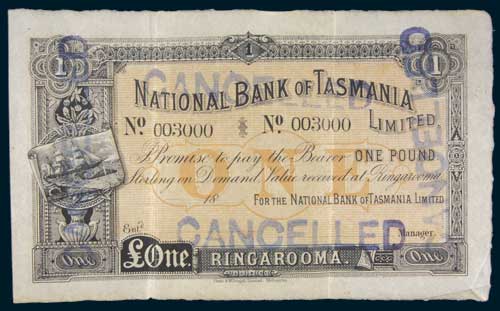 1
1 1
CANCELLED
NATIONAL BANK OF TASMANIA
LIMITED
No 003000 No 003000
I Promise to pay the Bearer ONE POUND
Sterling on Demand Value received at Ringarooma
ONE
18
FOR THE NATIONAL BANK OF TASMANIA LIMITED
Entd
CANCELLED
Manager.
One £One RINGAROOMA. One
CANCELLED